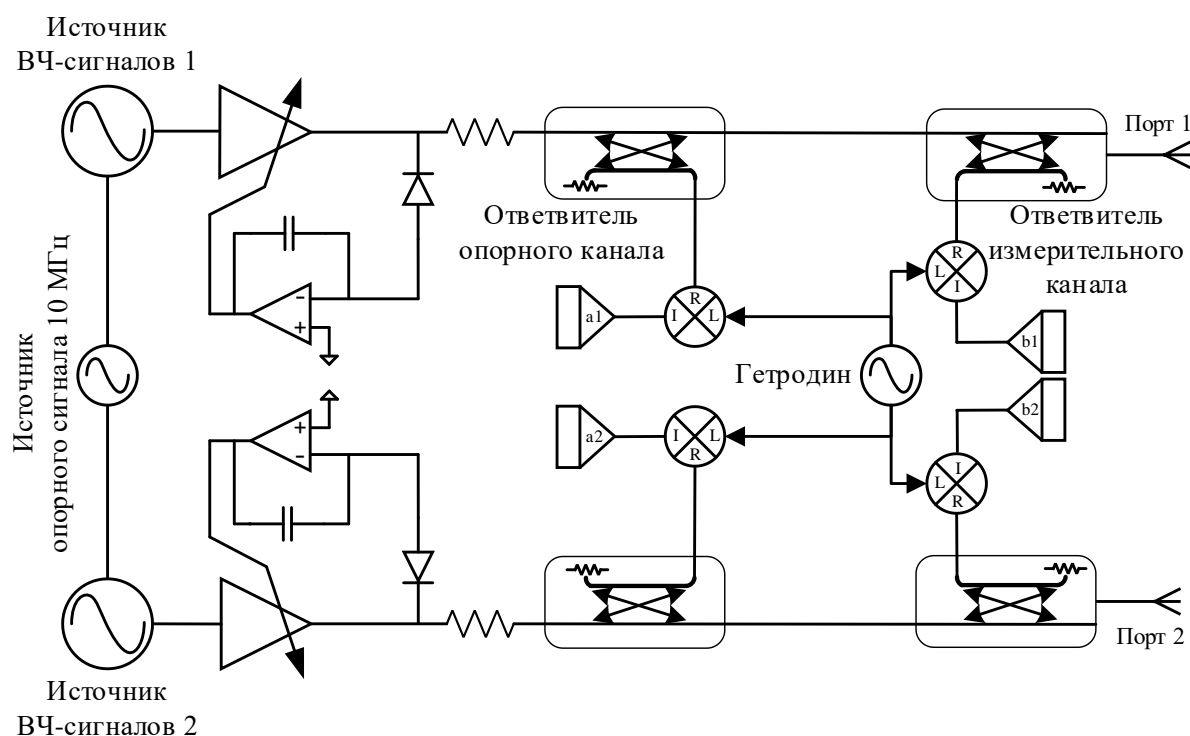 Источник
ВЧ-сигналов 1
Порт 1
Ответвитель
опорного канала
Ответвитель
измерительного
канала
R
L
I
R
I
L
a1
b1
Источник
опорного сигнала 10 МГц
+
-
Гетродин
+
-
a2
b2
I
L
R
I
L
R
Порт 2
Источник
ВЧ-сигналов 2